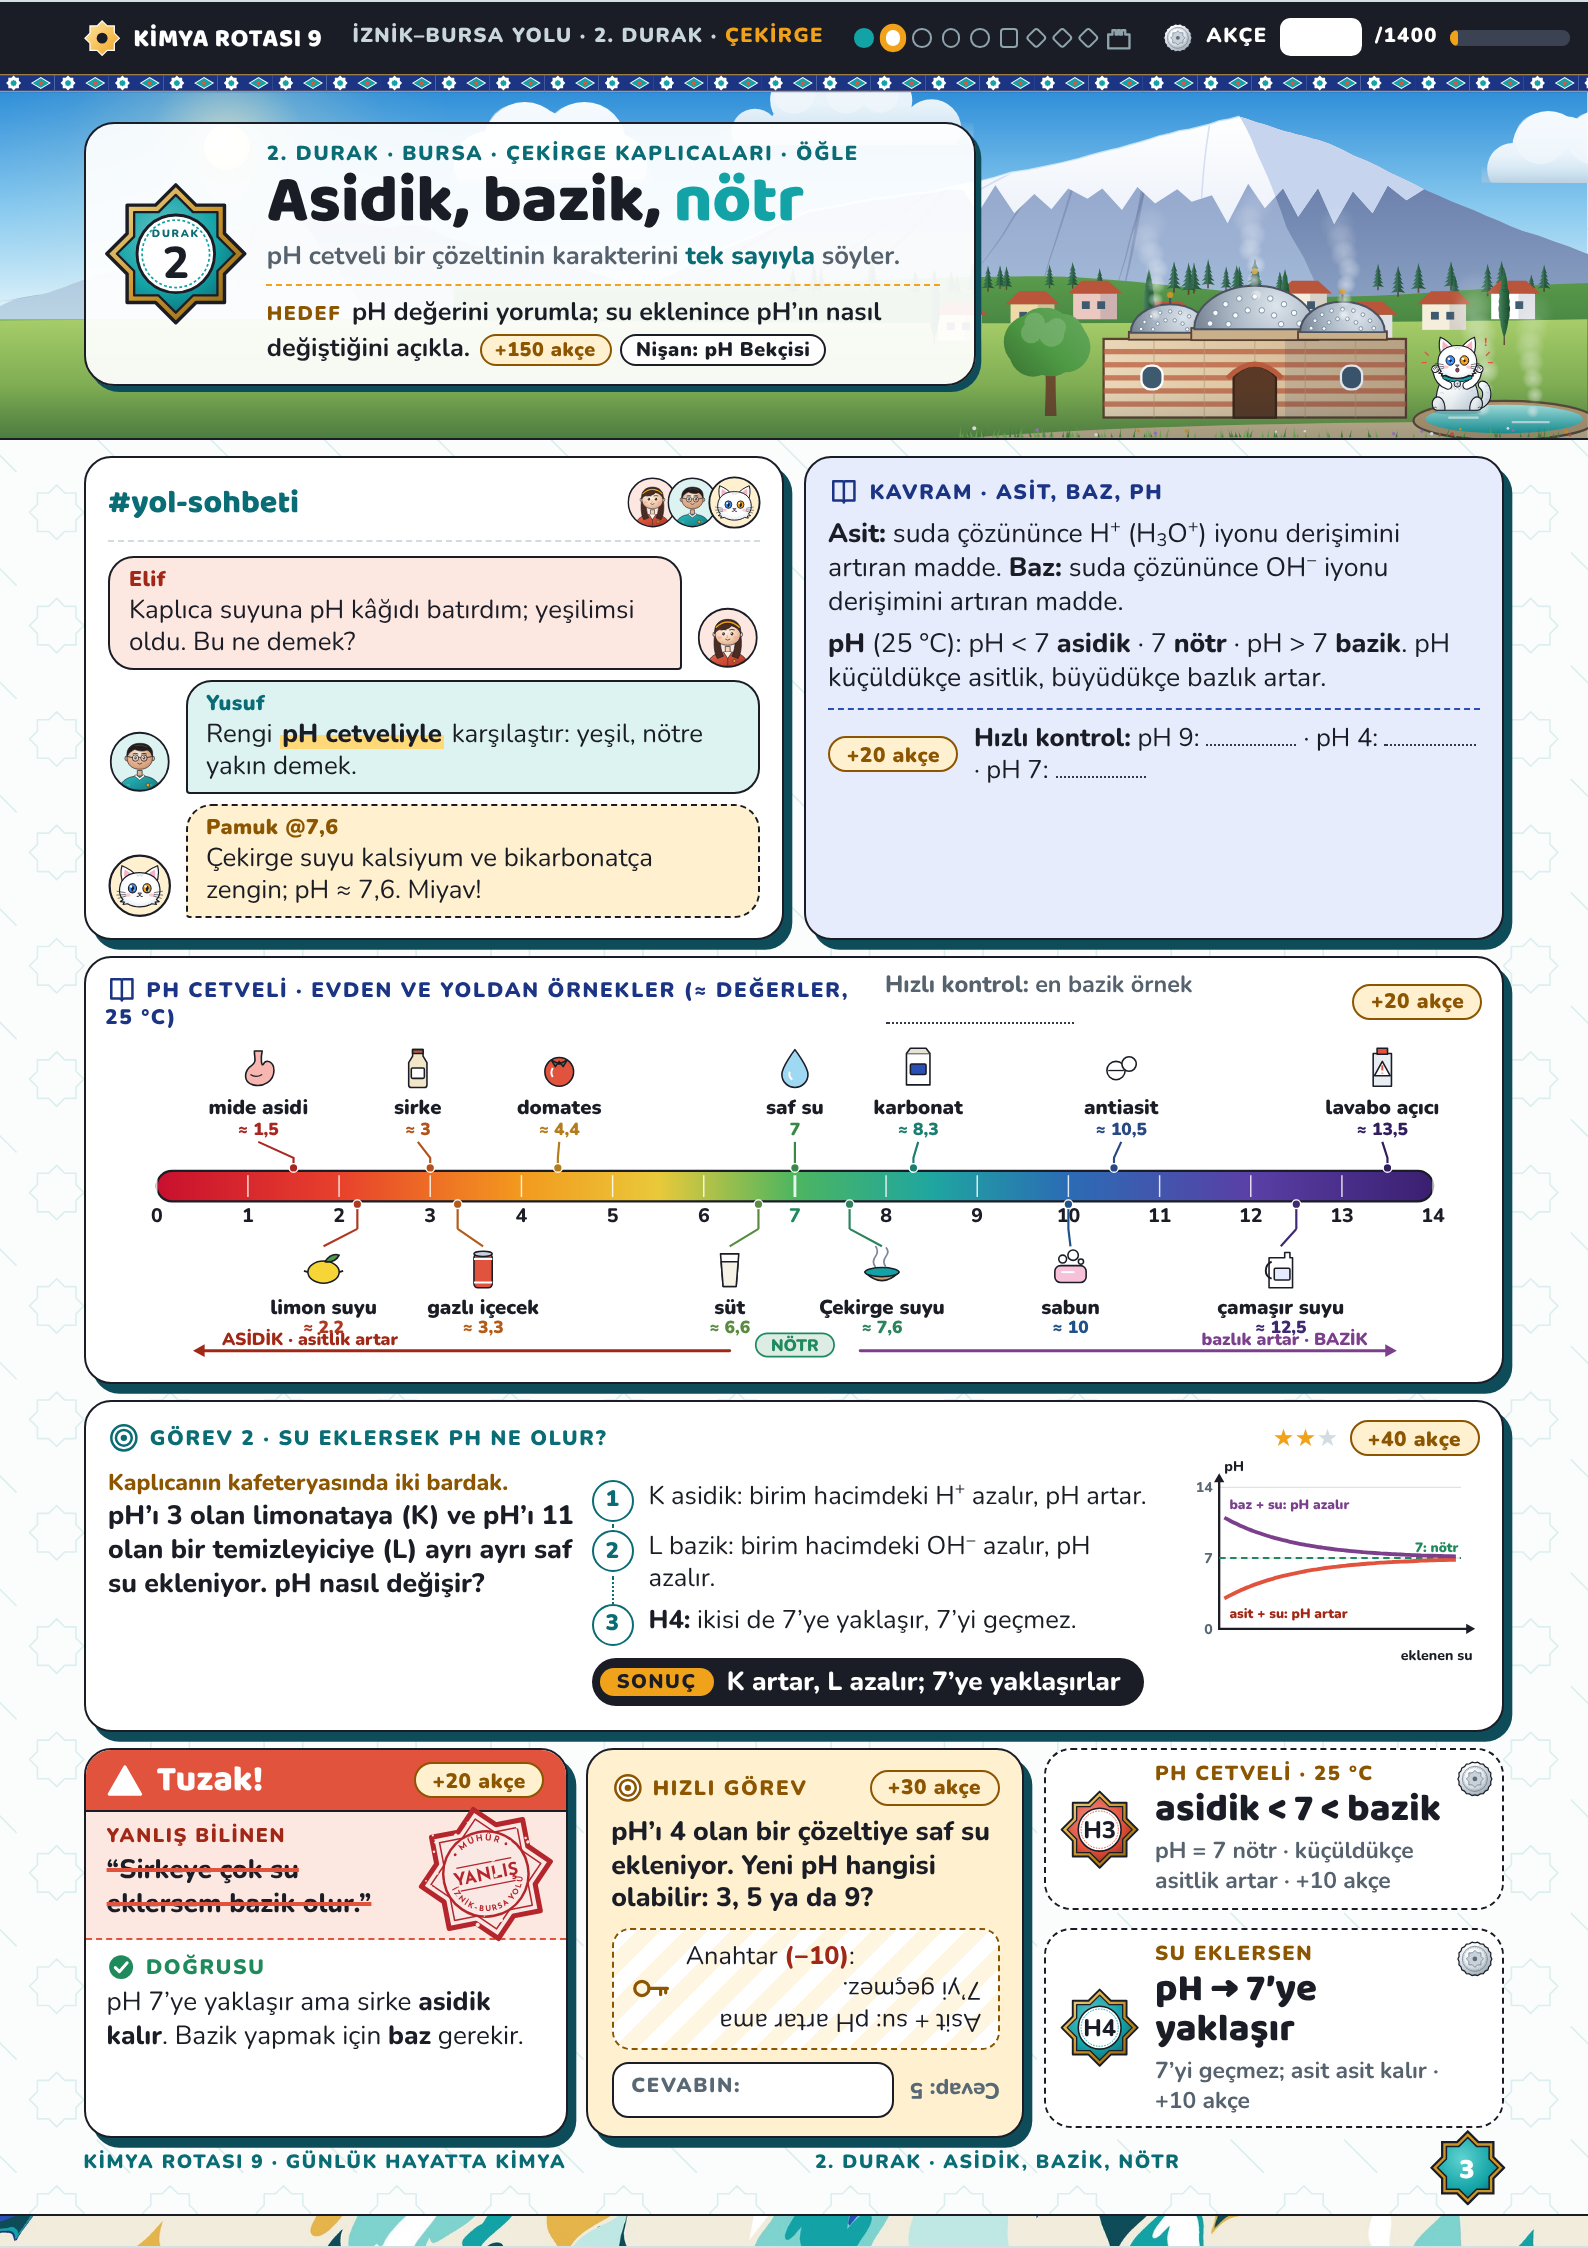 KİMYA ROTASI 9
İZNİK–BURSA YOLU · 2. DURAK · ÇEKİRGE
AKÇE /1400
2. DURAK · BURSA · ÇEKİRGE KAPLICALARI · ÖĞLE
DURAK
2
Asidik, bazik, nötr
pH cetveli bir çözeltinin karakterini tek sayıyla söyler.
HEDEF pH değerini yorumla; su eklenince pH’ın nasıl
değiştiğini açıkla. +150 akçe Nişan: pH Bekçisi
#yol-sohbeti
Elif
Kaplıca suyuna pH kâğıdı batırdım; yeşilimsi
oldu. Bu ne demek?
Yusuf
Rengi pH cetveliyle karşılaştır: yeşil, nötre
yakın demek.
Pamuk @7,6
Çekirge suyu kalsiyum ve bikarbonatça
zengin; pH ≈ 7,6. Miyav!
KAVRAM · ASİT, BAZ, PH
Asit: suda çözününce H⁺ (H₃O⁺) iyonu derişimini
artıran madde. Baz: suda çözününce OH⁻ iyonu
derişimini artıran madde.
pH (25 °C): pH < 7 asidik · 7 nötr · pH > 7 bazik. pH
küçüldükçe asitlik, büyüdükçe bazlık artar.
+20 akçe
Hızlı kontrol: pH 9: · pH 4:
· pH 7:
PH CETVELİ · EVDEN VE YOLDAN ÖRNEKLER (≈ DEĞERLER,
25 °C)
Hızlı kontrol: en bazik örnek
+20 akçe
mide asidi sirke domates saf su karbonat antiasit lavabo açıcı
≈ 1,5 ≈ 3 ≈ 4,4 7 ≈ 8,3 ≈ 10,5 ≈ 13,5
0 1 2 3 4 5 6 7 8 9 10 11 12 13 14
limon suyu gazlı içecek süt Çekirge suyu sabun çamaşır suyu
≈ 2,2 ≈ 3,3 ≈ 6,6 ≈ 7,6 ≈ 10 ≈ 12,5
ASİDİK · asitlik artar NÖTR bazlık artar · BAZİK
GÖREV 2 · SU EKLERSEK PH NE OLUR?
+40 akçe
Kaplıcanın kafeteryasında iki bardak.
pH’ı 3 olan limonataya (K) ve pH’ı 11
olan bir temizleyiciye (L) ayrı ayrı saf
su ekleniyor. pH nasıl değişir?
1 K asidik: birim hacimdeki H⁺ azalır, pH artar.
2 L bazik: birim hacimdeki OH⁻ azalır, pH
azalır.
3 H4: ikisi de 7’ye yaklaşır, 7’yi geçmez.
SONUÇ K artar, L azalır; 7’ye yaklaşırlar
pH
14
baz + su: pH azalır
7: nötr
7
asit + su: pH artar
0
eklenen su
Tuzak!
+20 akçe
YANLIŞ BİLİNEN
“Sirkeye çok su
eklersem bazik olur.”
• MÜHÜR •
YANLIŞ
İZNİK-BURSA YOLU
DOĞRUSU
pH 7’ye yaklaşır ama sirke asidik
kalır. Bazik yapmak için baz gerekir.
HIZLI GÖREV
+30 akçe
pH’ı 4 olan bir çözeltiye saf su
ekleniyor. Yeni pH hangisi
olabilir: 3, 5 ya da 9?
Anahtar (−10):
Asit + su: pH artar ama
7’yi geçmez.
CEVABIN:
Cevap: 5
H3
PH CETVELİ · 25 °C
asidik < 7 < bazik
pH = 7 nötr · küçüldükçe
asitlik artar · +10 akçe
H4
SU EKLERSEN
pH → 7’ye
yaklaşır
7’yi geçmez; asit asit kalır ·
+10 akçe
KİMYA ROTASI 9 · GÜNLÜK HAYATTA KİMYA
2. DURAK · ASİDİK, BAZİK, NÖTR
3